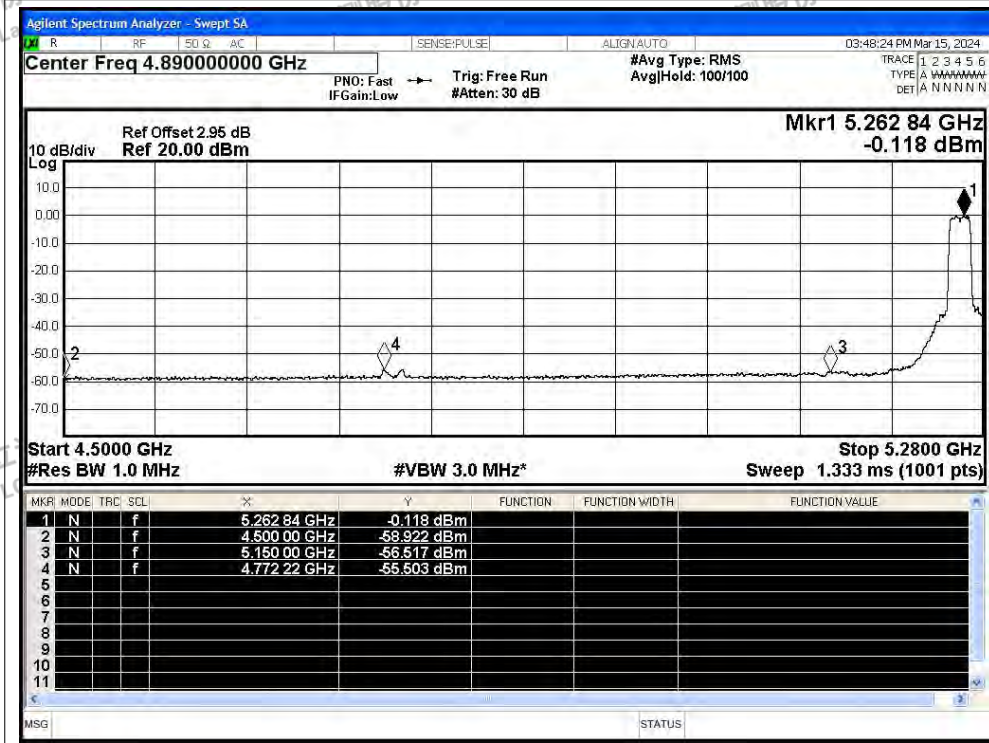 Agilent Spectrum Analyzer - Swept SA
LXI R RF 50 Ω AC SENSE:PULSE ALIGN AUTO 03:48:24 PM Mar 15, 2024
Center Freq 4.890000000 GHz
PNO: Fast
IFGain:Low
Trig: Free Run
#Atten: 30 dB
#Avg Type: RMS
Avg|Hold: 100/100
TRACE 1 2 3 4 5 6
TYPE A WWWWW
DET A N N N N N
Mkr1 5.262 84 GHz
-0.118 dBm
Ref Offset 2.95 dB
10 dB/div Ref 20.00 dBm
Log
10.0
0.00
-10.0
-20.0
-30.0
-40.0
-50.0
-60.0
-70.0
1
2
4
3
Start 4.5000 GHz Stop 5.2800 GHz
#Res BW 1.0 MHz #VBW 3.0 MHz* Sweep 1.333 ms (1001 pts)
MKR MODE TRC SCL X Y FUNCTION FUNCTION WIDTH FUNCTION VALUE
1 N f 5.262 84 GHz -0.118 dBm
2 N f 4.500 00 GHz -58.922 dBm
3 N f 5.150 00 GHz -56.517 dBm
4 N f 4.772 22 GHz -55.503 dBm
5
6
7
8
9
10
11
MSG STATUS